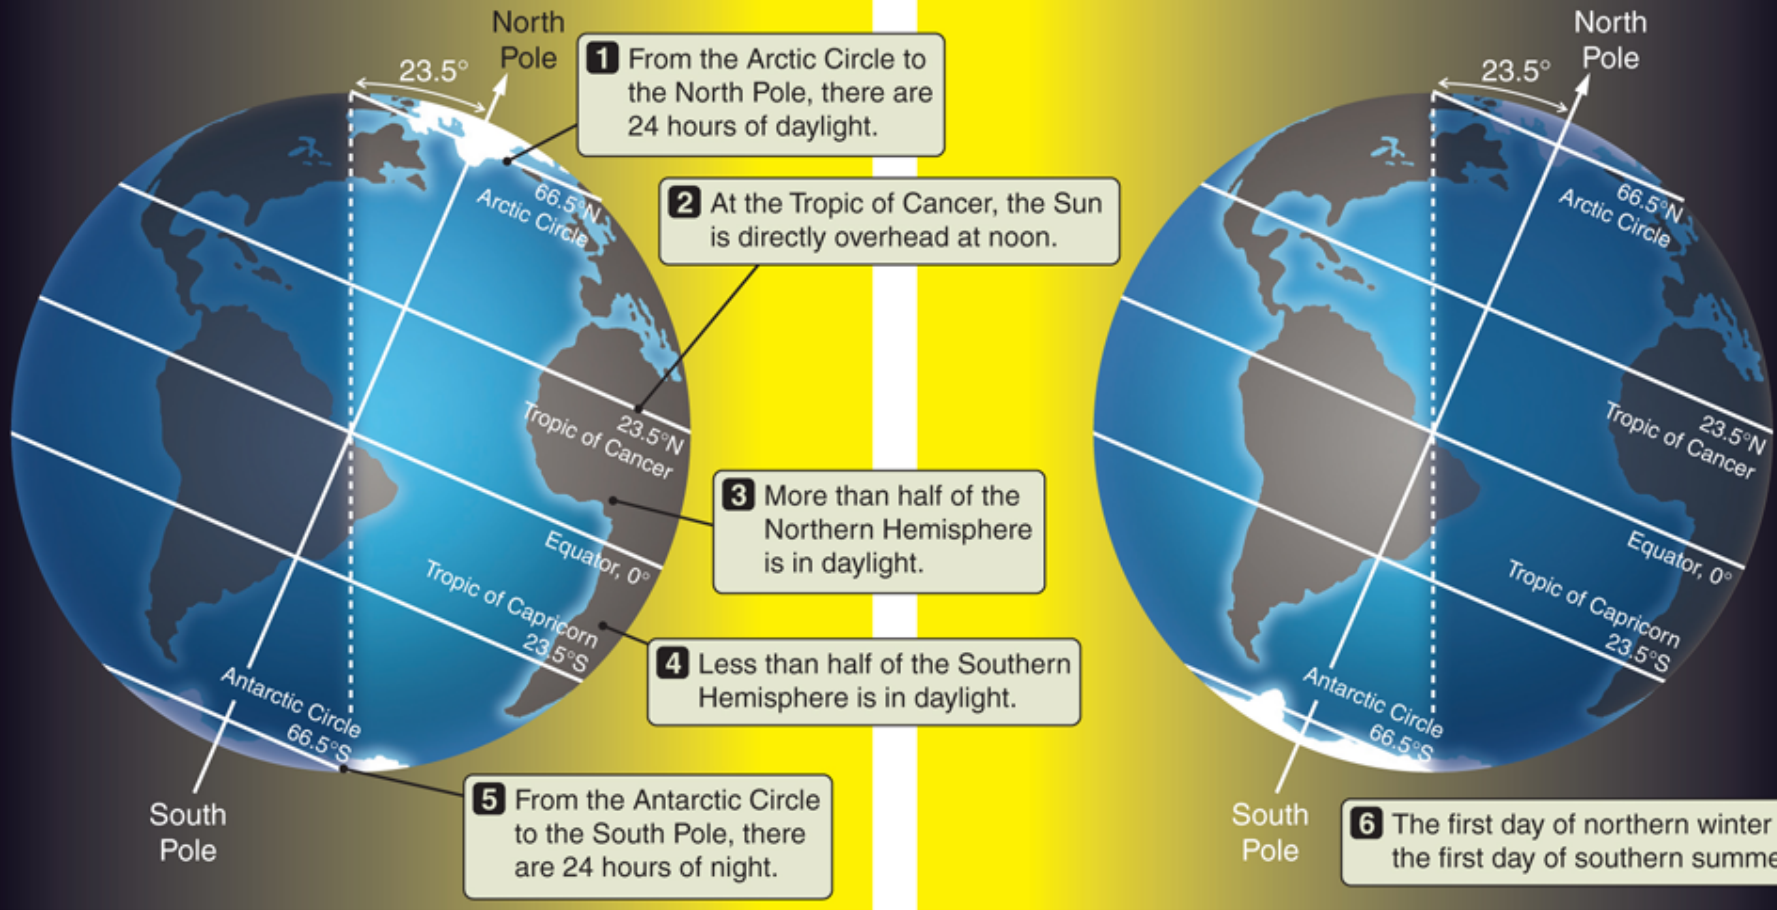 North
Pole
23.5°
1 From the Arctic Circle to
the North Pole, there are
24 hours of daylight.
66.5°N
Arctic Circle
2 At the Tropic of Cancer, the Sun
is directly overhead at noon.
23.5°N
Tropic of Cancer
3 More than half of the
Northern Hemisphere
is in daylight.
Equator, 0°
Tropic of Capricorn
23.5°S
4 Less than half of the Southern
Hemisphere is in daylight.
Antarctic Circle
66.5°S
5 From the Antarctic Circle
to the South Pole, there
are 24 hours of night.
South
Pole
North
Pole
23.5°
66.5°N
Arctic Circle
23.5°N
Tropic of Cancer
Equator, 0°
Tropic of Capricorn
23.5°S
Antarctic Circle
66.5°S
South
Pole
6 The first day of northern winter
the first day of southern summe